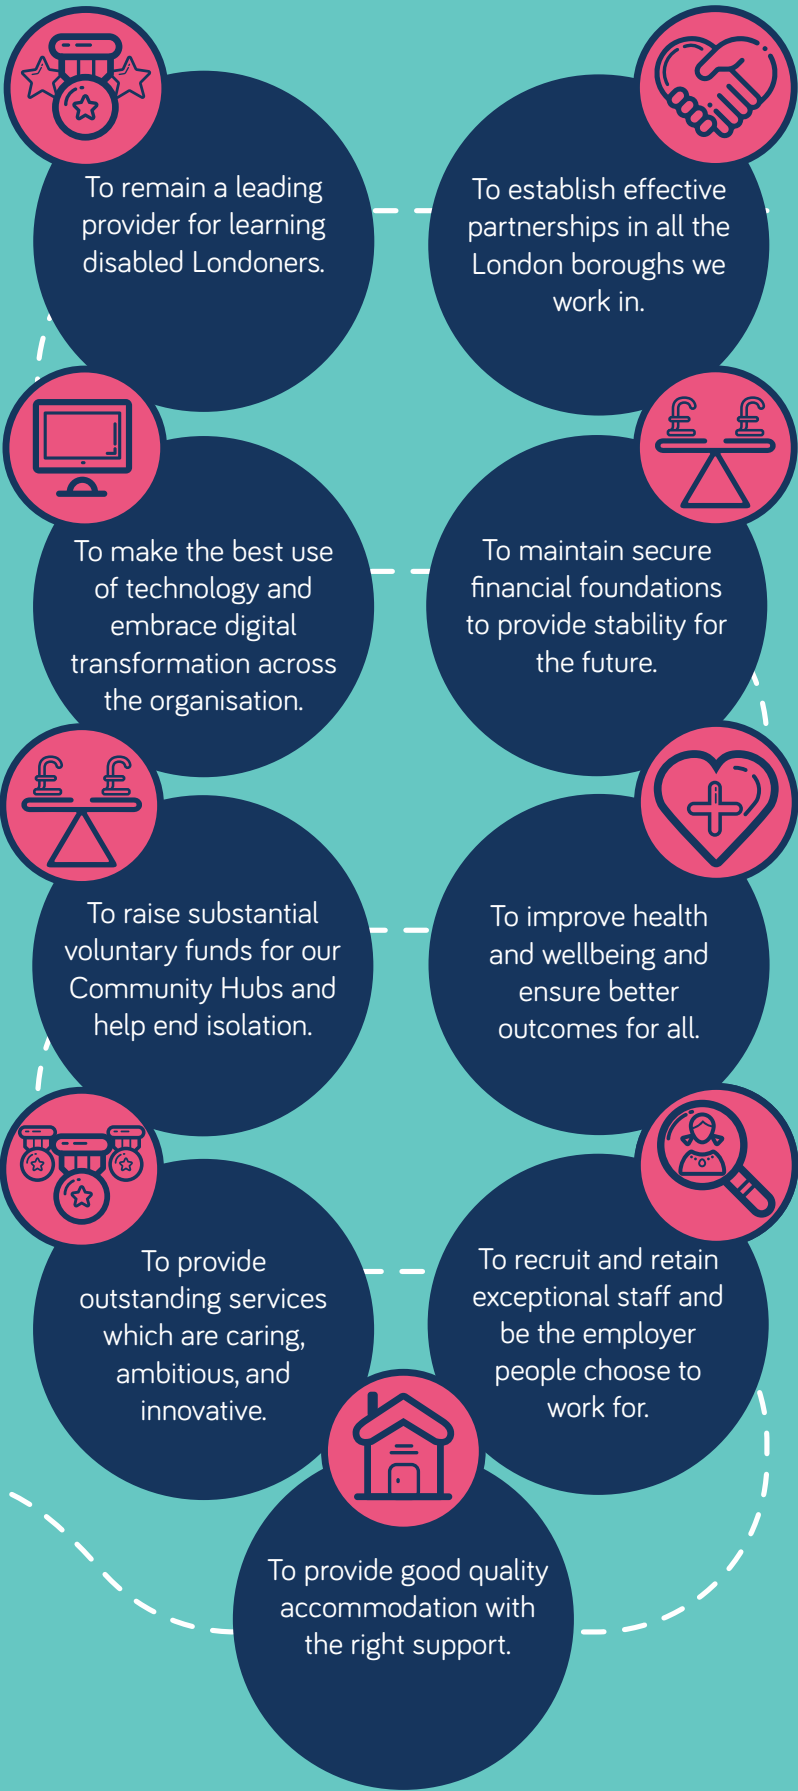 To remain a leading
provider for learning
disabled Londoners.
To establish effective
partnerships in all the
London boroughs we
work in.
To make the best use
of technology and
embrace digital
transformation across
the organisation.
To maintain secure
financial foundations
to provide stability for
the future.
To raise substantial
voluntary funds for our
Community Hubs and
help end isolation.
To improve health
and wellbeing and
ensure better
outcomes for all.
To provide
outstanding services
which are caring,
ambitious, and
innovative.
To recruit and retain
exceptional staff and
be the employer
people choose to
work for.
To provide good quality
accommodation with
the right support.